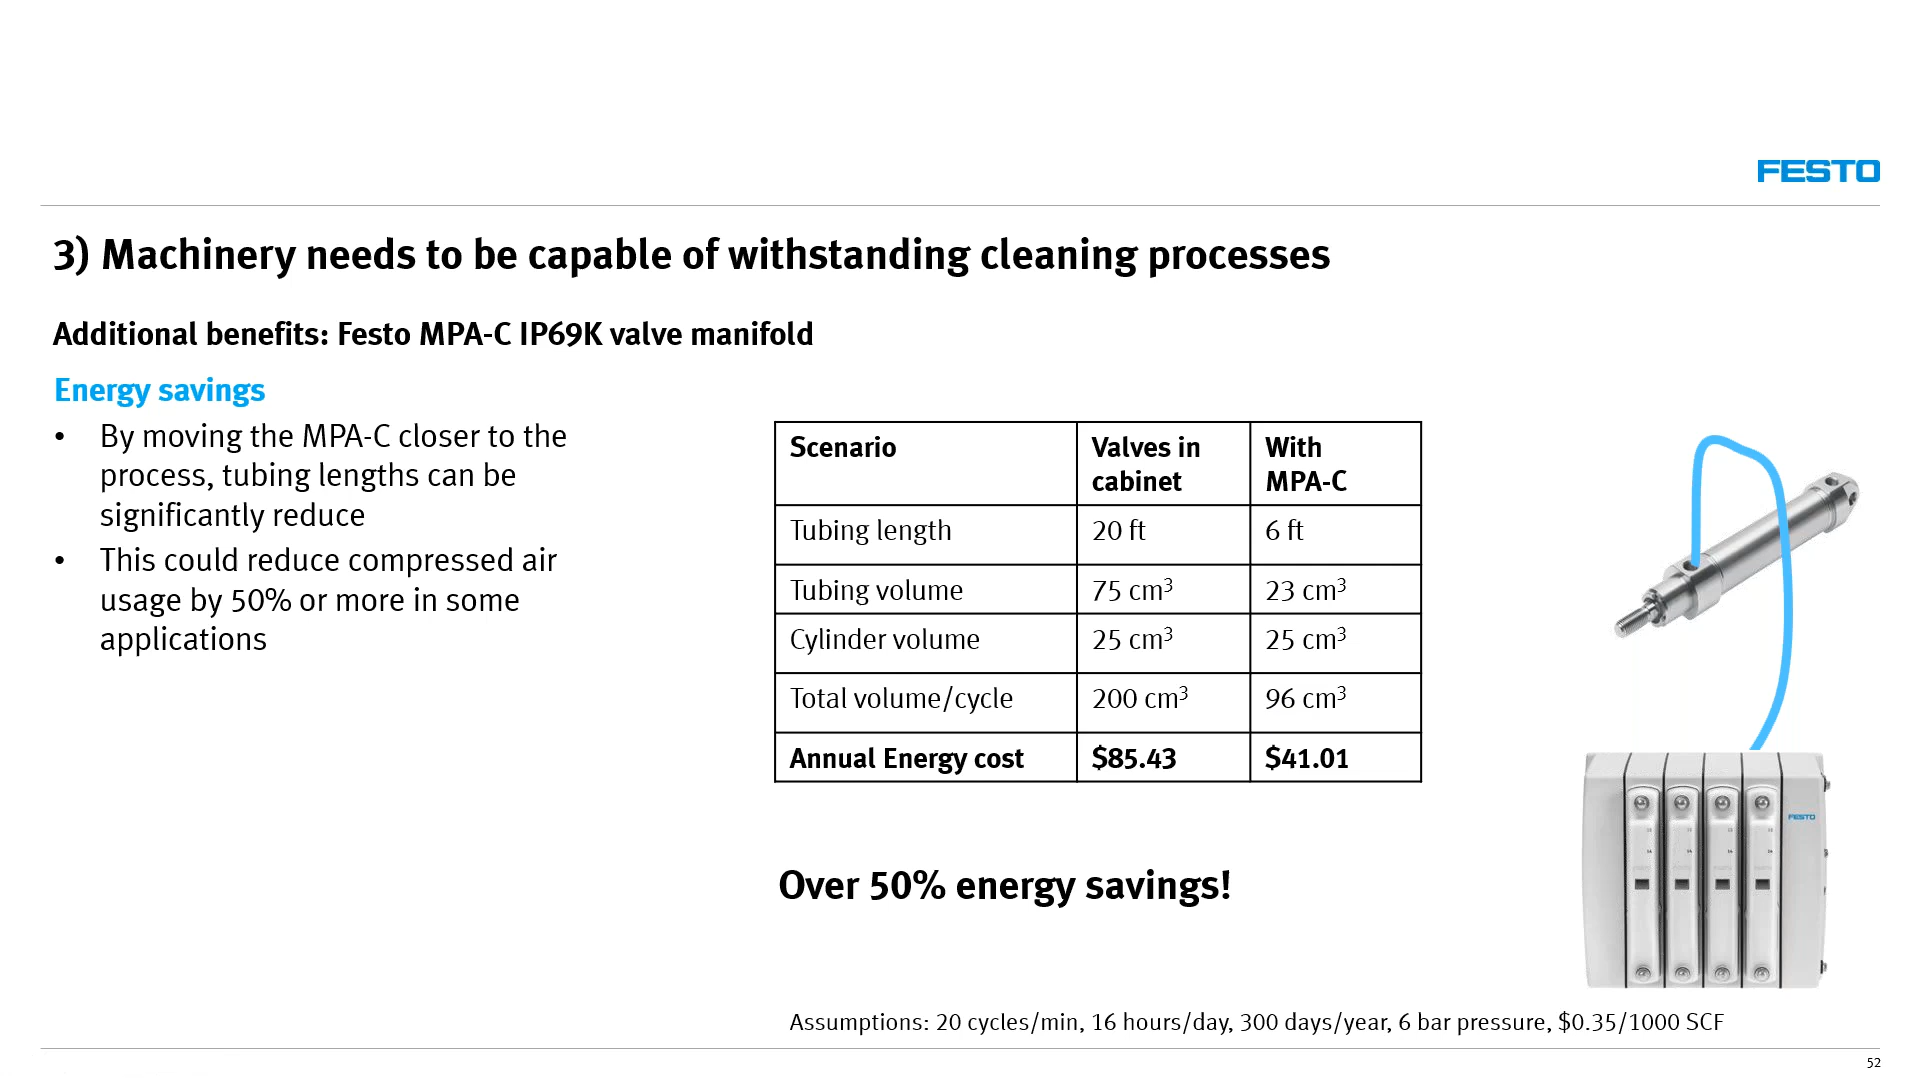 FESTO
3) Machinery needs to be capable of withstanding cleaning processes
Additional benefits: Festo MPA-C IP69K valve manifold
Energy savings
• By moving the MPA-C closer to the
process, tubing lengths can be
significantly reduce
• This could reduce compressed air
usage by 50% or more in some
applications
Scenario Valves in cabinet With MPA-C
Tubing length 20 ft 6 ft
Tubing volume 75 cm³ 23 cm³
Cylinder volume 25 cm³ 25 cm³
Total volume/cycle 200 cm³ 96 cm³
Annual Energy cost $85.43 $41.01
FESTO
Over 50% energy savings!
Assumptions: 20 cycles/min, 16 hours/day, 300 days/year, 6 bar pressure, $0.35/1000 SCF
52